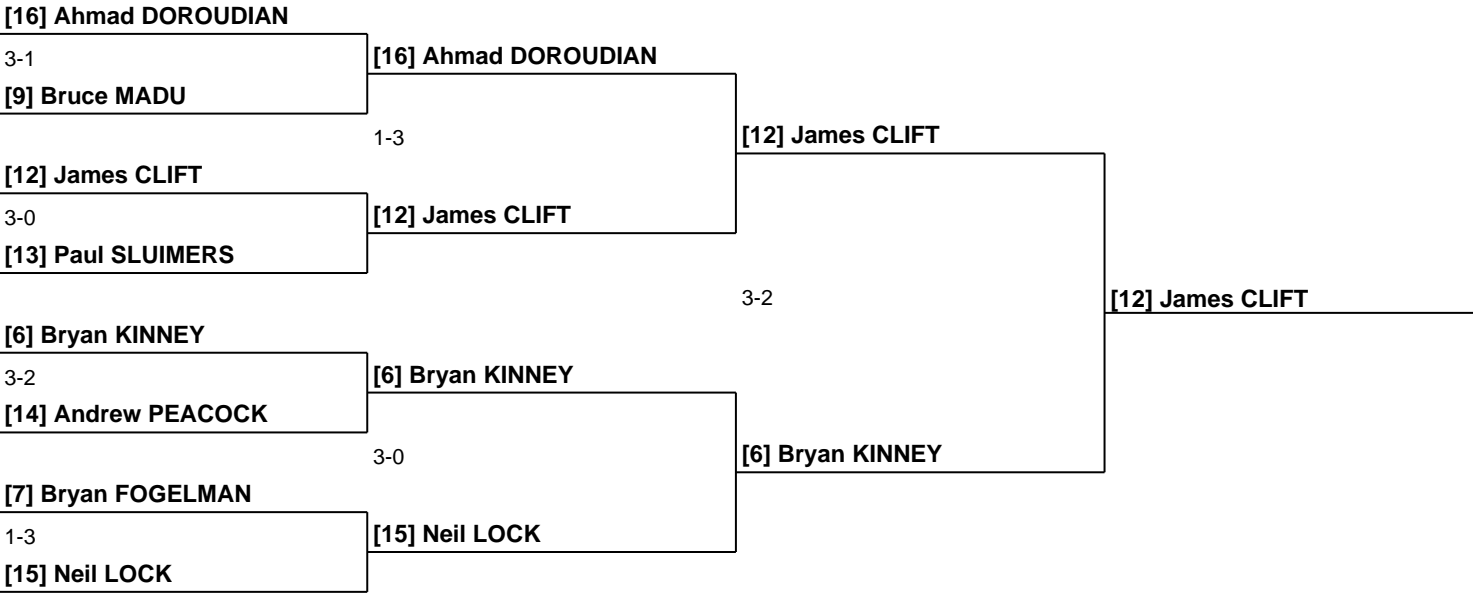 [16] Ahmad DOROUDIAN
3-1
[16] Ahmad DOROUDIAN
[9] Bruce MADU
1-3
[12] James CLIFT
[12] James CLIFT
3-0
[12] James CLIFT
[13] Paul SLUIMERS
3-2
[12] James CLIFT
[6] Bryan KINNEY
3-2
[6] Bryan KINNEY
[14] Andrew PEACOCK
3-0
[6] Bryan KINNEY
[7] Bryan FOGELMAN
1-3
[15] Neil LOCK
[15] Neil LOCK